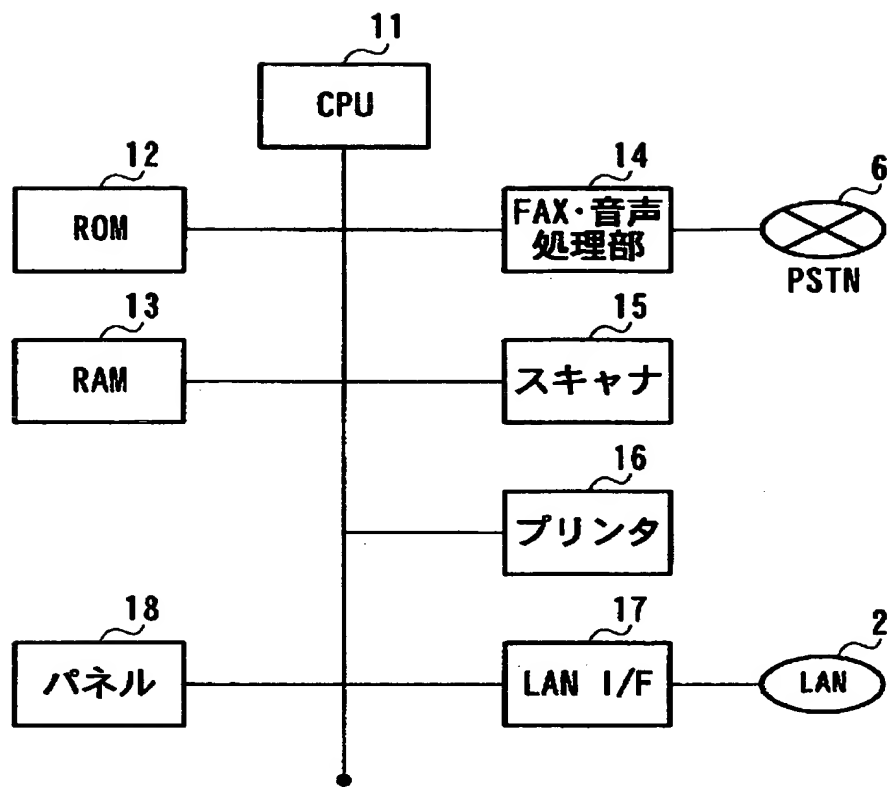 11
CPU
12
ROM
14
FAX・音声
処理部
6
PSTN
13
RAM
15
スキャナ
16
プリンタ
18
パネル
17
LAN I/F
2
LAN